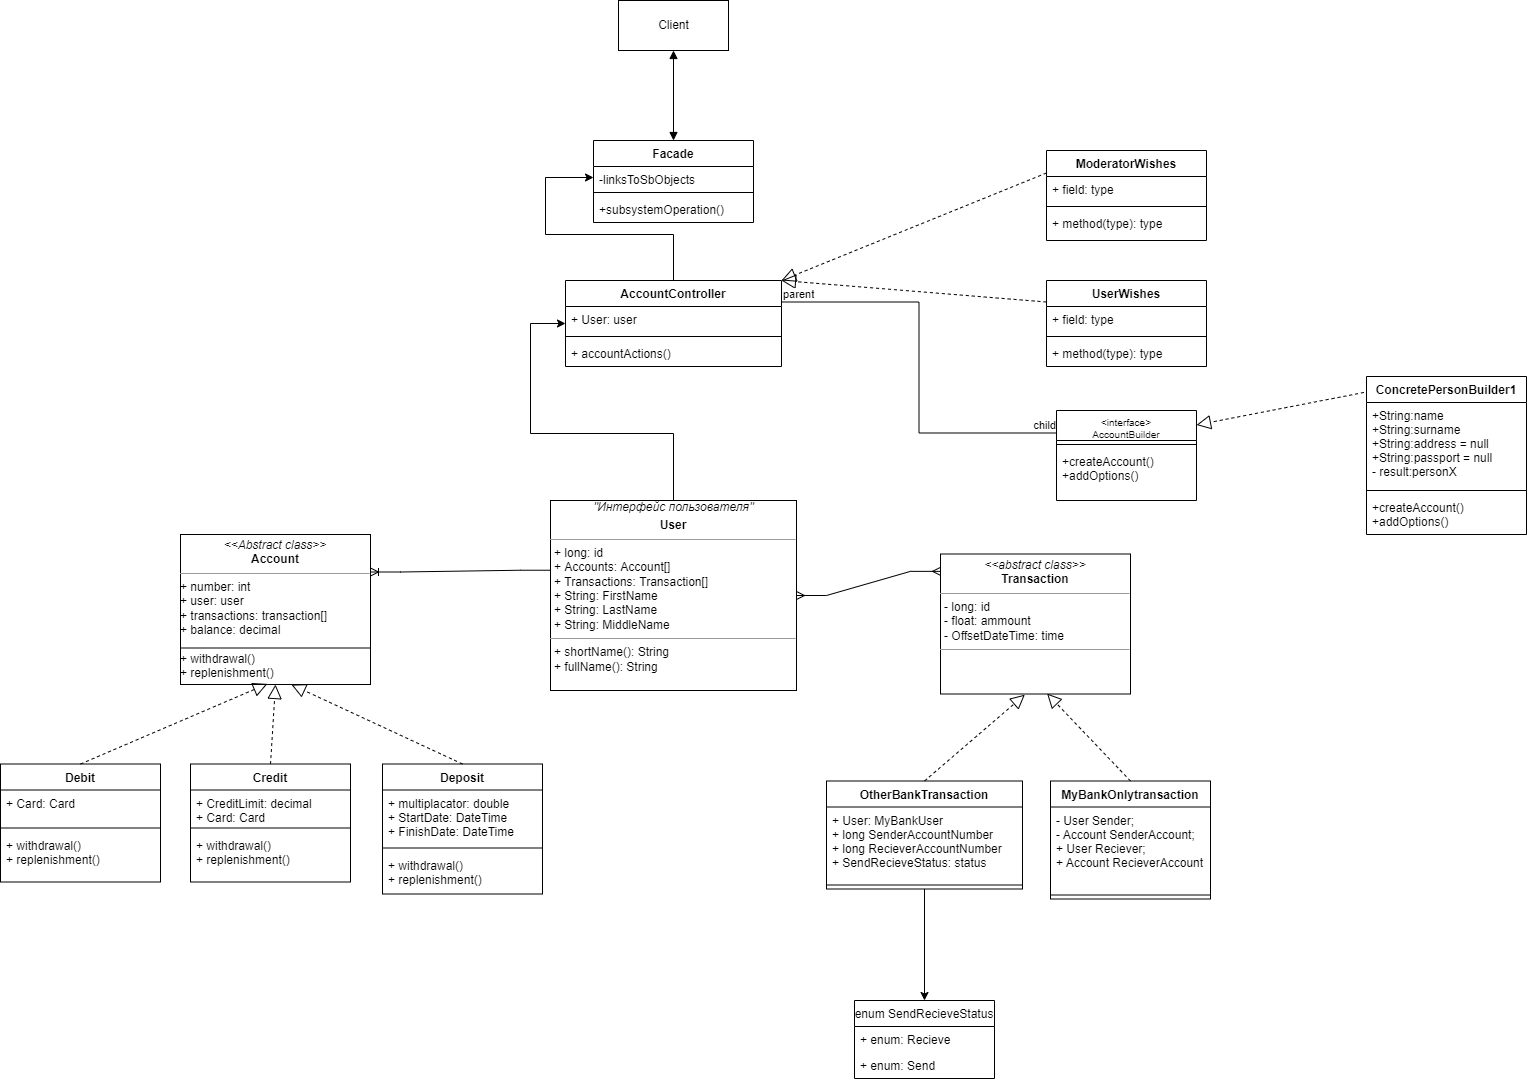 Client
Facade
-linksToSbObjects
+subsystemOperation()
ModeratorWishes
+ field: type
+ method(type): type
AccountController
+ User: user
+ accountActions()
parent
UserWishes
+ field: type
+ method(type): type
child
<interface>
AccountBuilder
+createAccount()
+addOptions()
ConcretePersonBuilder1
+String:name
+String:surname
+String:address = null
+String:passport = null
- result:personX
+createAccount()
+addOptions()
"Интерфейс пользователя"
User
+ long: id
+ Accounts: Account[]
+ Transactions: Transaction[]
+ String: FirstName
+ String: LastName
+ String: MiddleName
+ shortName(): String
+ fullName(): String
<<Abstract class>>
Account
+ number: int
+ user: user
+ transactions: transaction[]
+ balance: decimal
+ withdrawal()
+ replenishment()
<<abstract class>>
Transaction
- long: id
- float: ammount
- OffsetDateTime: time
Debit
+ Card: Card
+ withdrawal()
+ replenishment()
Credit
+ CreditLimit: decimal
+ Card: Card
+ withdrawal()
+ replenishment()
Deposit
+ multiplacator: double
+ StartDate: DateTime
+ FinishDate: DateTime
+ withdrawal()
+ replenishment()
OtherBankTransaction
+ User: MyBankUser
+ long SenderAccountNumber
+ long RecieverAccountNumber
+ SendRecieveStatus: status
MyBankOnlytransaction
- User Sender;
- Account SenderAccount;
+ User Reciever;
+ Account RecieverAccount
enum SendRecieveStatus
+ enum: Recieve
+ enum: Send